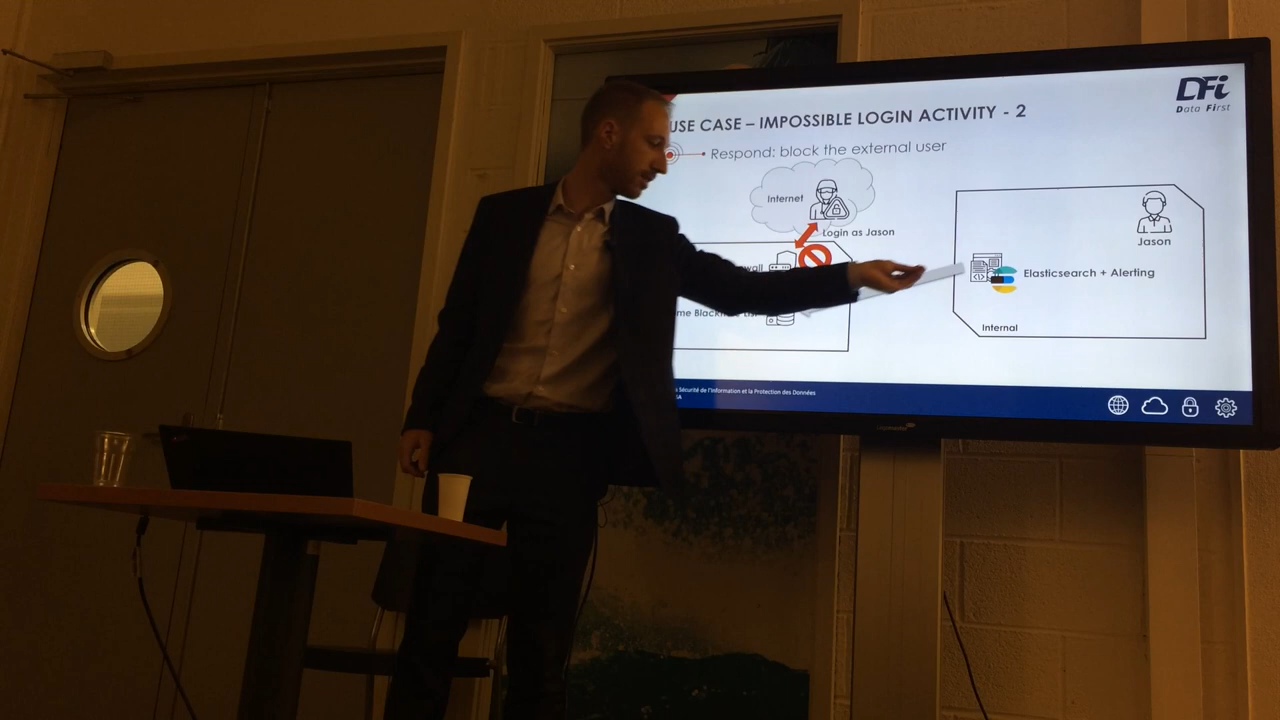 USE CASE – IMPOSSIBLE LOGIN ACTIVITY - 2
DFi
Data First
Respond: block the external user
Internet
Login as Jason
Jason
Elasticsearch + Alerting
Internal
Sécurité de l'Information et la Protection des Données